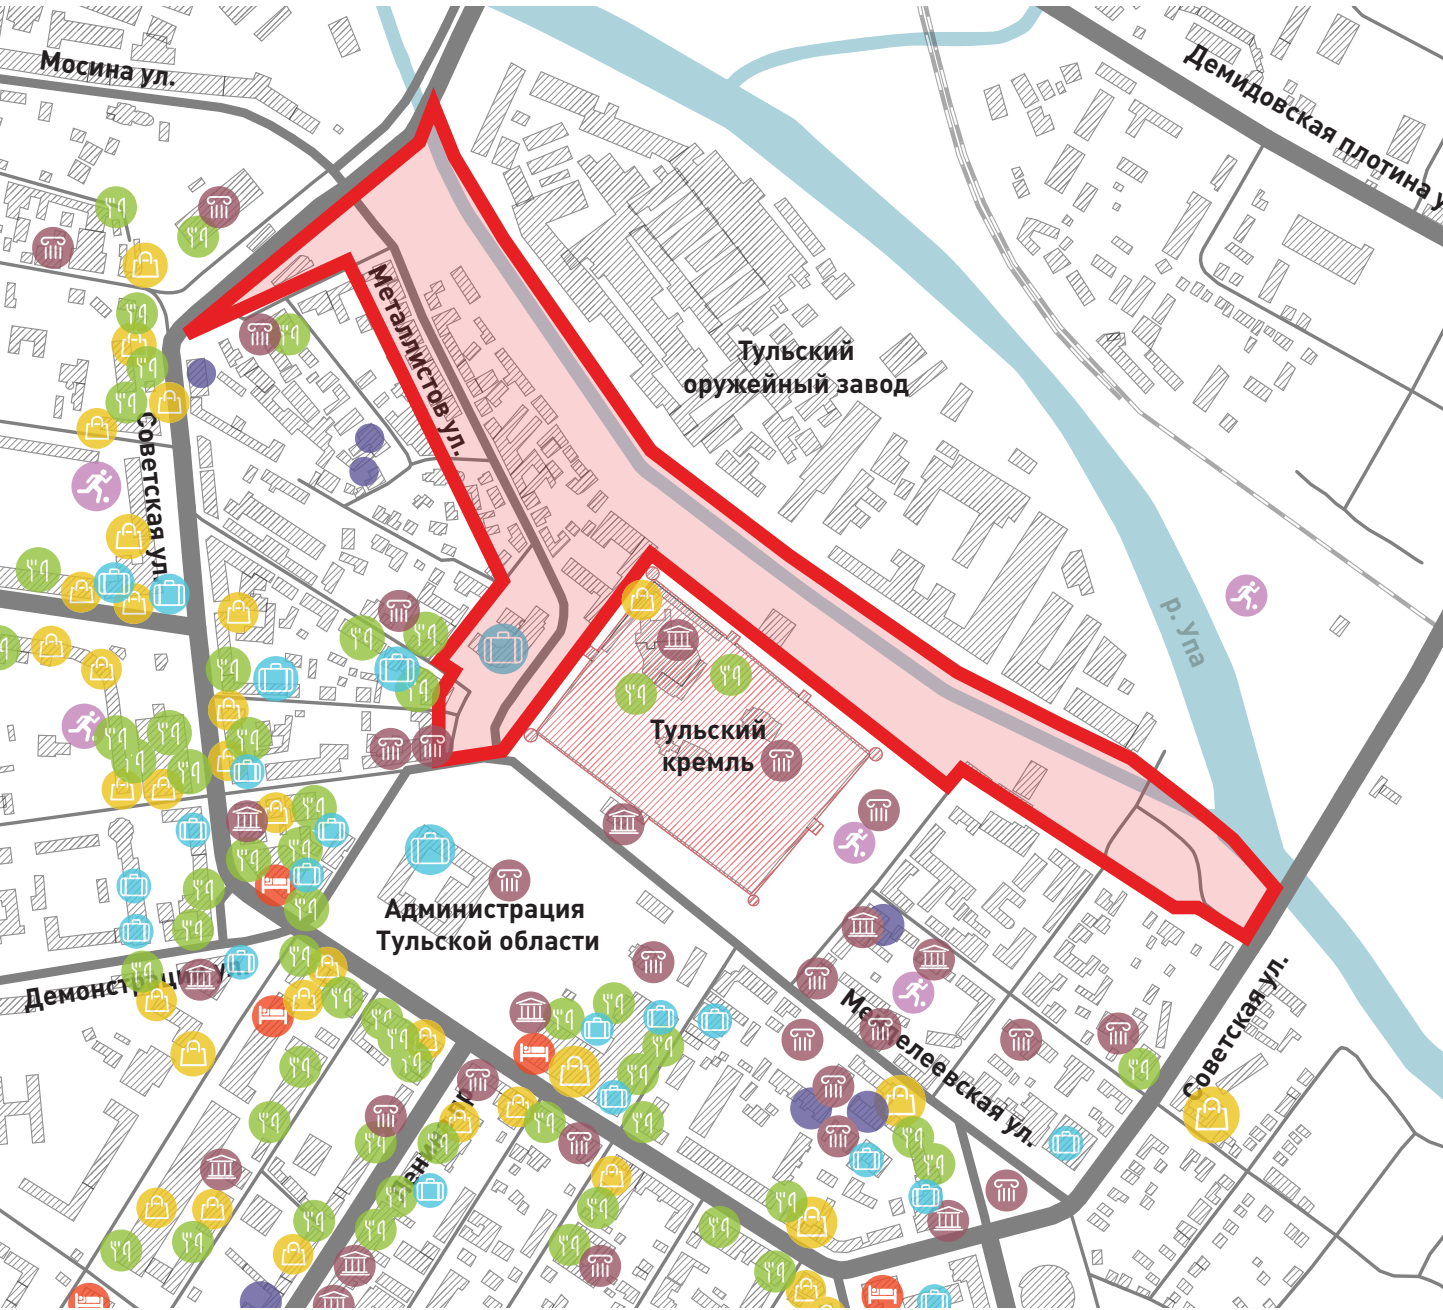 Мосина ул.
Демидовская плотина у
Металлистов ул.
Тульский
оружейный завод
Советская ул.
р. Упа
Тульский
кремль
Администрация
Тульской области
Советская ул.